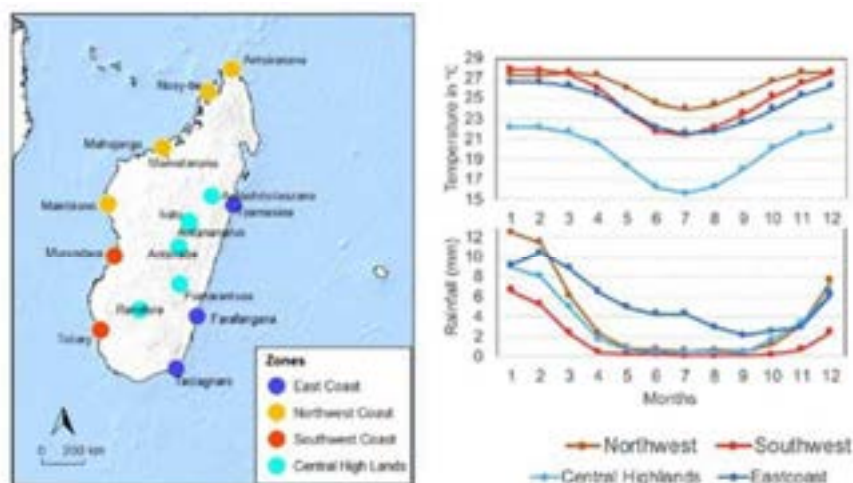 Antsiranana
Nosy-Be
Mahajanga
Maevatanana
Maintirano
Toamasina
Antananarivo
Antsirabe
Morondava
Fianarantsoa
Ranohira
Farafangana
Toliary
Taolagnaro
Zones
East Coast
Northwest Coast
Southwest Coast
Central High Lands
0 200 km
Temperature in °C
29
27
25
23
21
19
17
15
1 2 3 4 5 6 7 8 9 10 11 12
Rainfall (mm)
12
10
8
6
4
2
0
1 2 3 4 5 6 7 8 9 10 11 12
Months
Northwest Southwest
Central Highlands Eastcoast